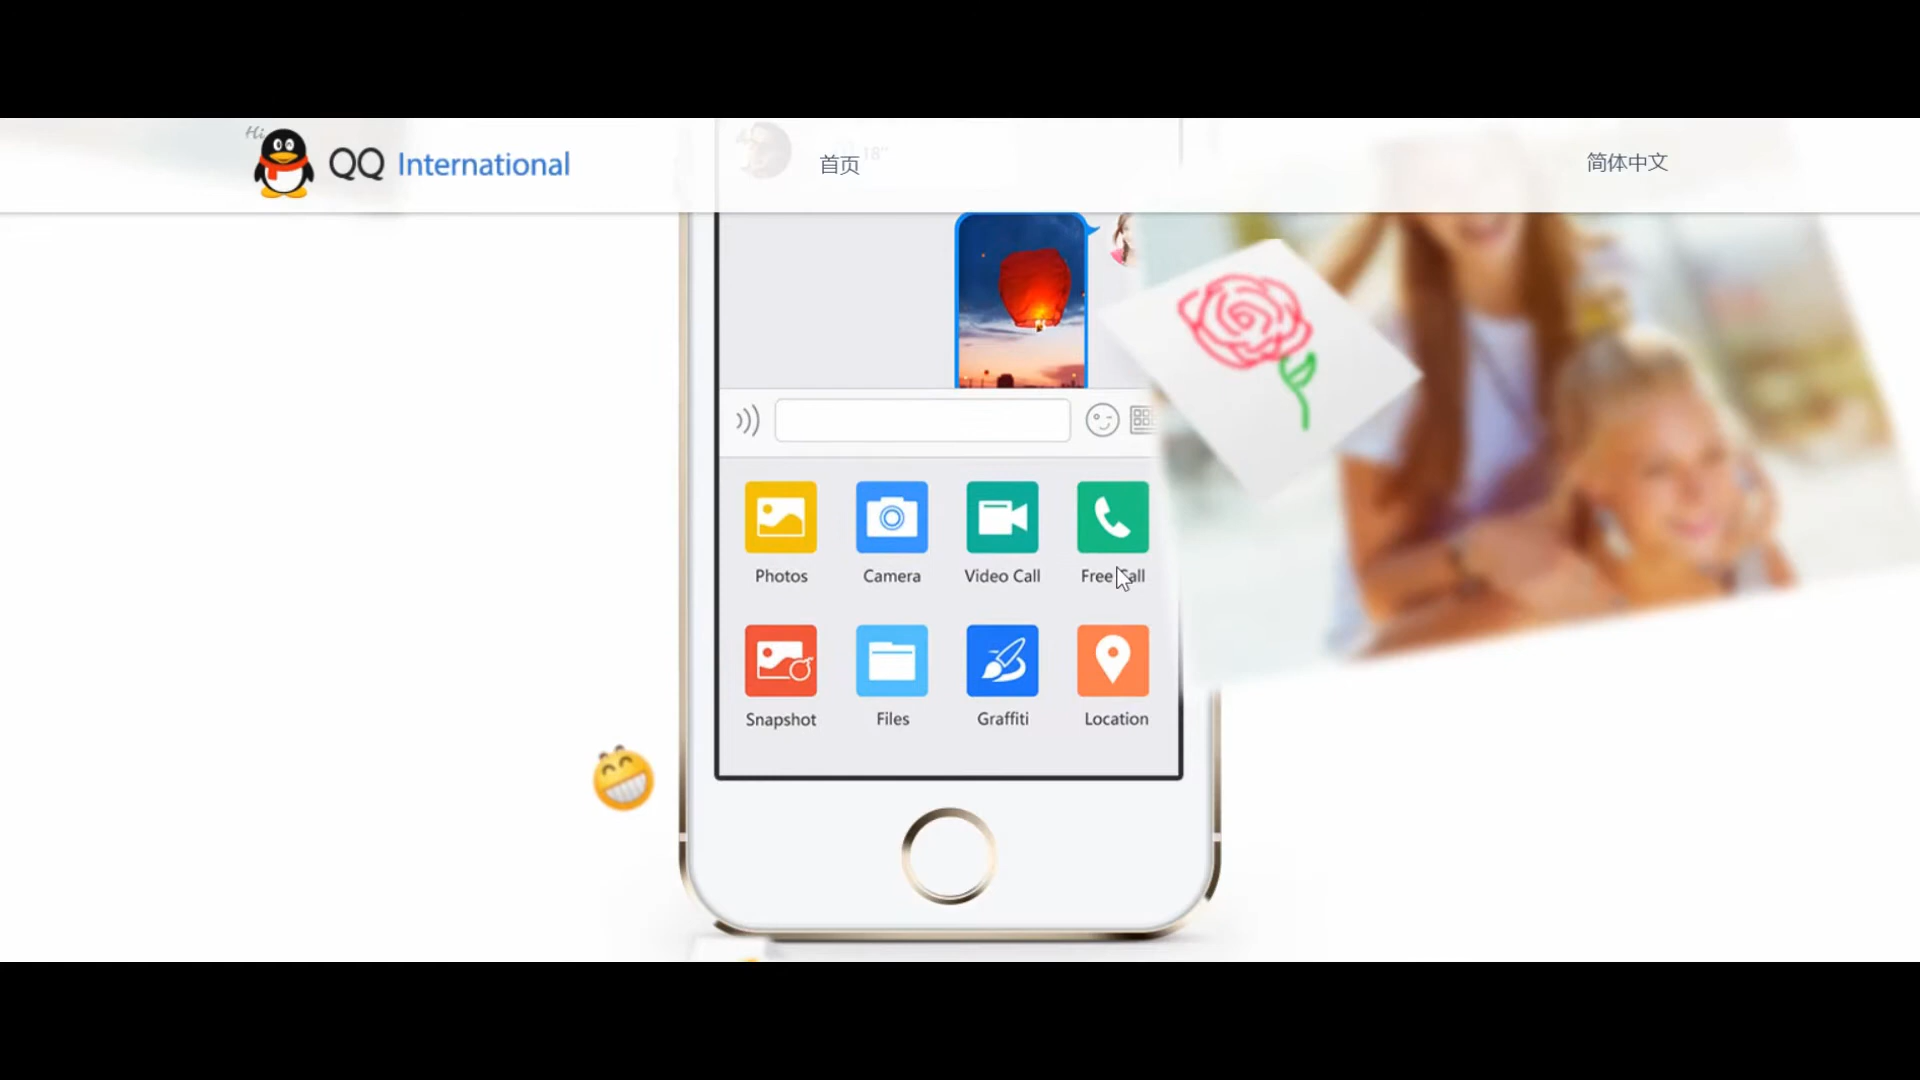 Hi
QQ International
首页
简体中文
18"
Photos
Camera
Video Call
Free Call
Snapshot
Files
Graffiti
Location